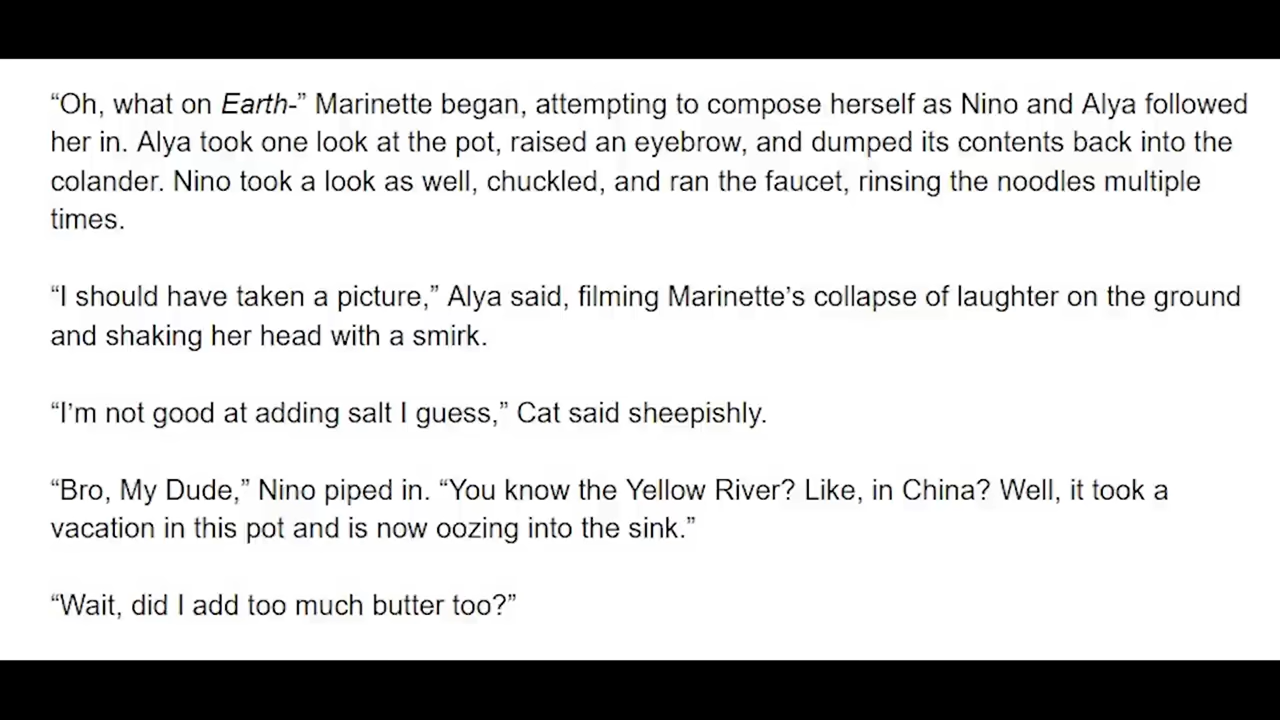 “Oh, what on Earth-” Marinette began, attempting to compose herself as Nino and Alya followed
her in. Alya took one look at the pot, raised an eyebrow, and dumped its contents back into the
colander. Nino took a look as well, chuckled, and ran the faucet, rinsing the noodles multiple
times.
“I should have taken a picture,” Alya said, filming Marinette’s collapse of laughter on the ground
and shaking her head with a smirk.
“I’m not good at adding salt I guess,” Cat said sheepishly.
“Bro, My Dude,” Nino piped in. “You know the Yellow River? Like, in China? Well, it took a
vacation in this pot and is now oozing into the sink.”
“Wait, did I add too much butter too?”